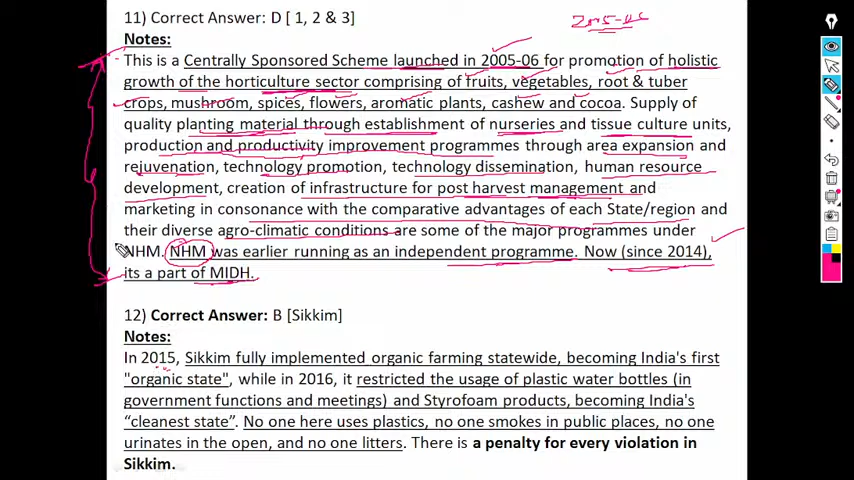 11) Correct Answer: D [ 1, 2 & 3]
2005-06
Notes:
This is a Centrally Sponsored Scheme launched in 2005-06 for promotion of holistic
growth of the horticulture sector comprising of fruits, vegetables, root & tuber
crops, mushroom, spices, flowers, aromatic plants, cashew and cocoa. Supply of
quality planting material through establishment of nurseries and tissue culture units,
production and productivity improvement programmes through area expansion and
rejuvenation, technology promotion, technology dissemination, human resource
development, creation of infrastructure for post harvest management and
marketing in consonance with the comparative advantages of each State/region and
their diverse agro-climatic conditions are some of the major programmes under
NHM. NHM was earlier running as an independent programme. Now (since 2014),
its a part of MIDH.
12) Correct Answer: B [Sikkim]
Notes:
In 2015, Sikkim fully implemented organic farming statewide, becoming India's first
"organic state", while in 2016, it restricted the usage of plastic water bottles (in
government functions and meetings) and Styrofoam products, becoming India's
“cleanest state”. No one here uses plastics, no one smokes in public places, no one
urinates in the open, and no one litters. There is a penalty for every violation in
Sikkim.